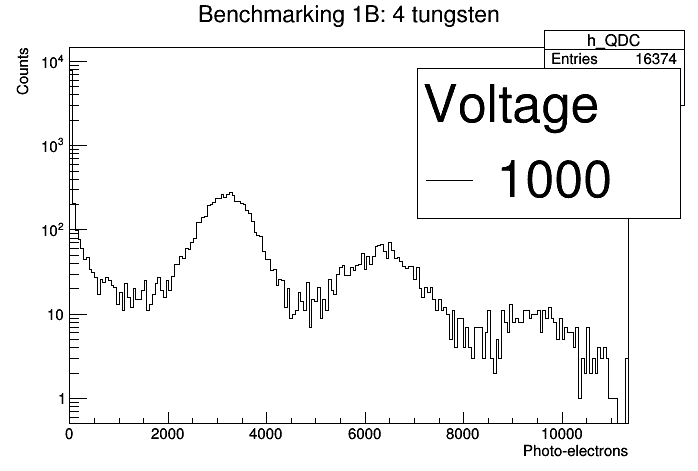 Benchmarking 1B: 4 tungsten
h_QDC
Entries 16374
Voltage
1000
Counts
10⁴
10³
10²
10
1
0 2000 4000 6000 8000 10000
Photo-electrons